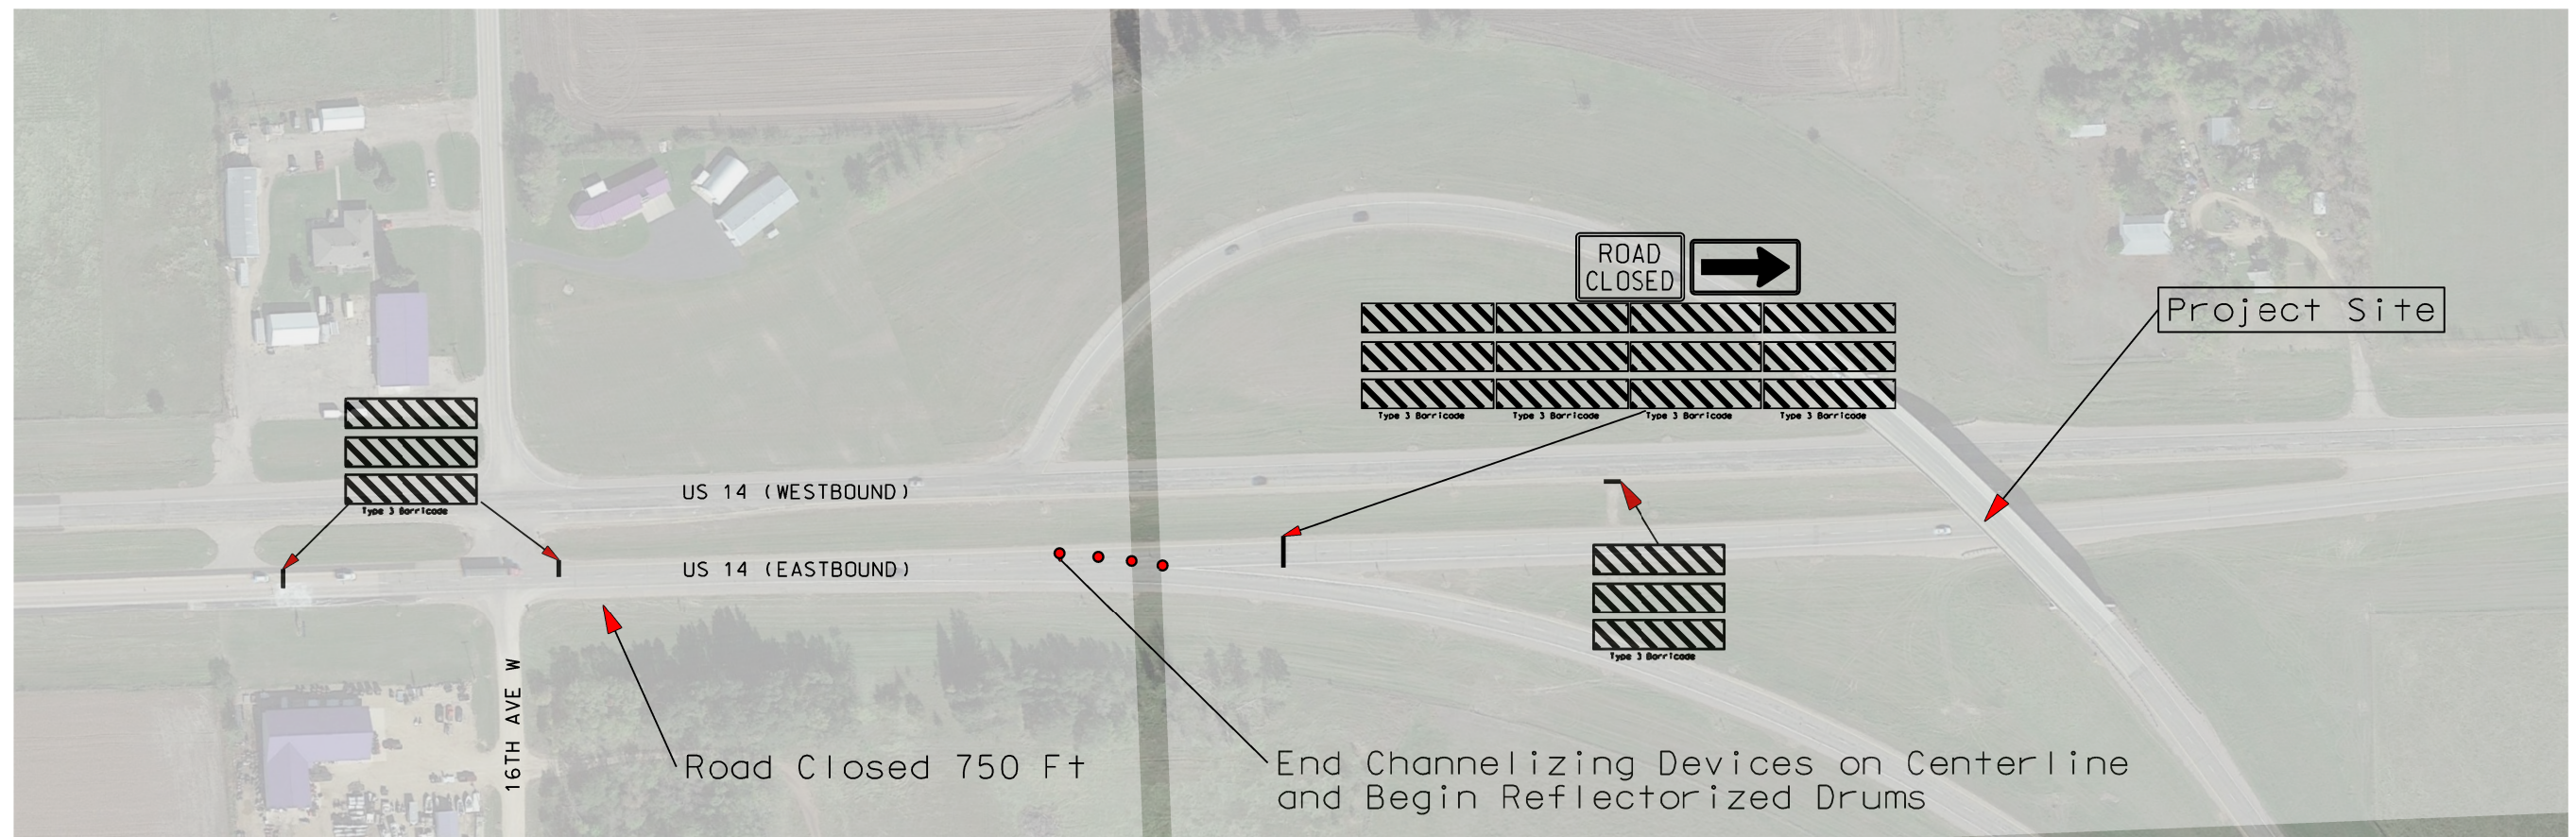 ROAD
CLOSED
Project Site
Type 3 Barricade
Type 3 Barricade
Type 3 Barricade
Type 3 Barricade
US 14 (WESTBOUND)
Type 3 Barricade
US 14 (EASTBOUND)
Type 3 Barricade
16TH AVE W
Road Closed 750 Ft
End Channelizing Devices on Centerline
and Begin Reflectorized Drums